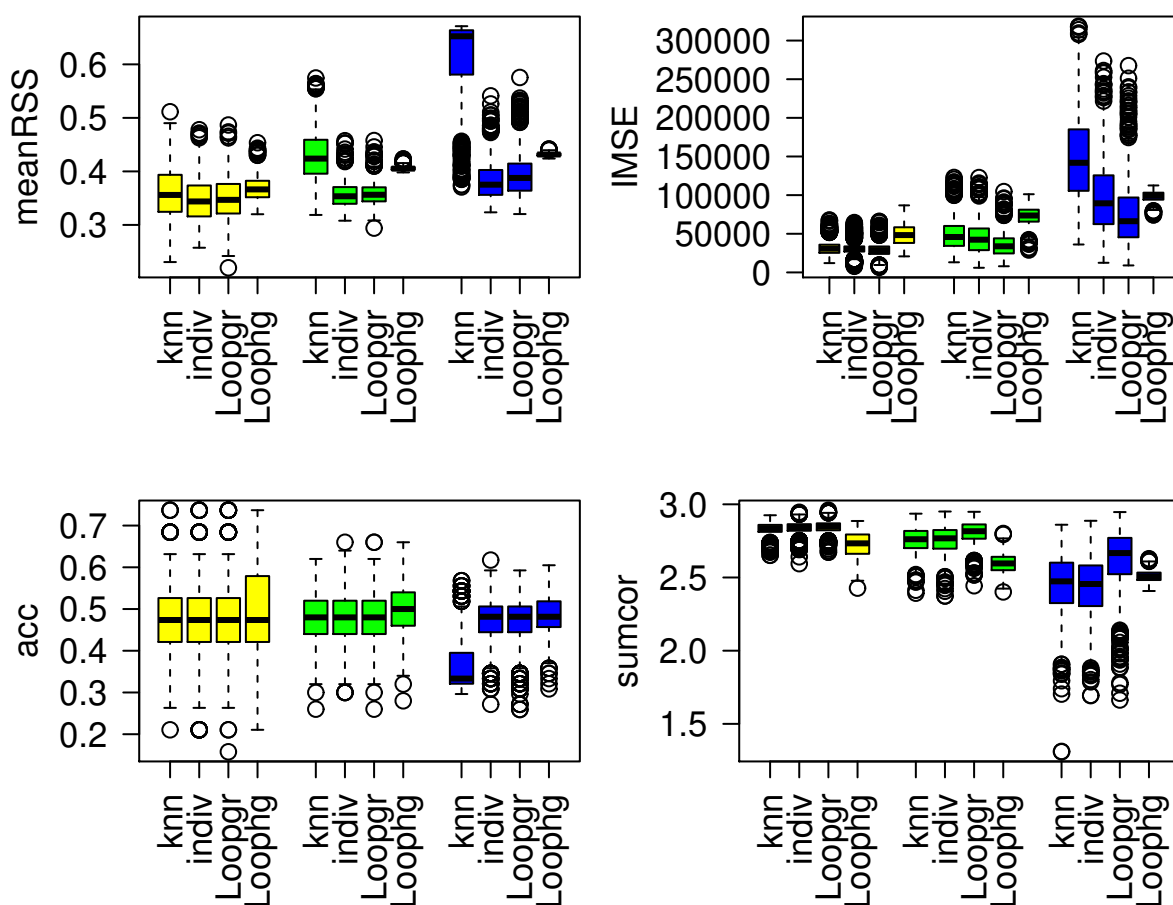 meanRSS
0.6
0.5
0.4
0.3
knn
indiv
Loopgr
Loophg
knn
indiv
Loopgr
Loophg
knn
indiv
Loopgr
Loophg
IMSE
300000
250000
200000
150000
100000
50000
0
knn
indiv
Loopgr
Loophg
knn
indiv
Loopgr
Loophg
knn
indiv
Loopgr
Loophg
acc
0.7
0.6
0.5
0.4
0.3
0.2
knn
indiv
Loopgr
Loophg
knn
indiv
Loopgr
Loophg
knn
indiv
Loopgr
Loophg
sumcor
3.0
2.5
2.0
1.5
knn
indiv
Loopgr
Loophg
knn
indiv
Loopgr
Loophg
knn
indiv
Loopgr
Loophg